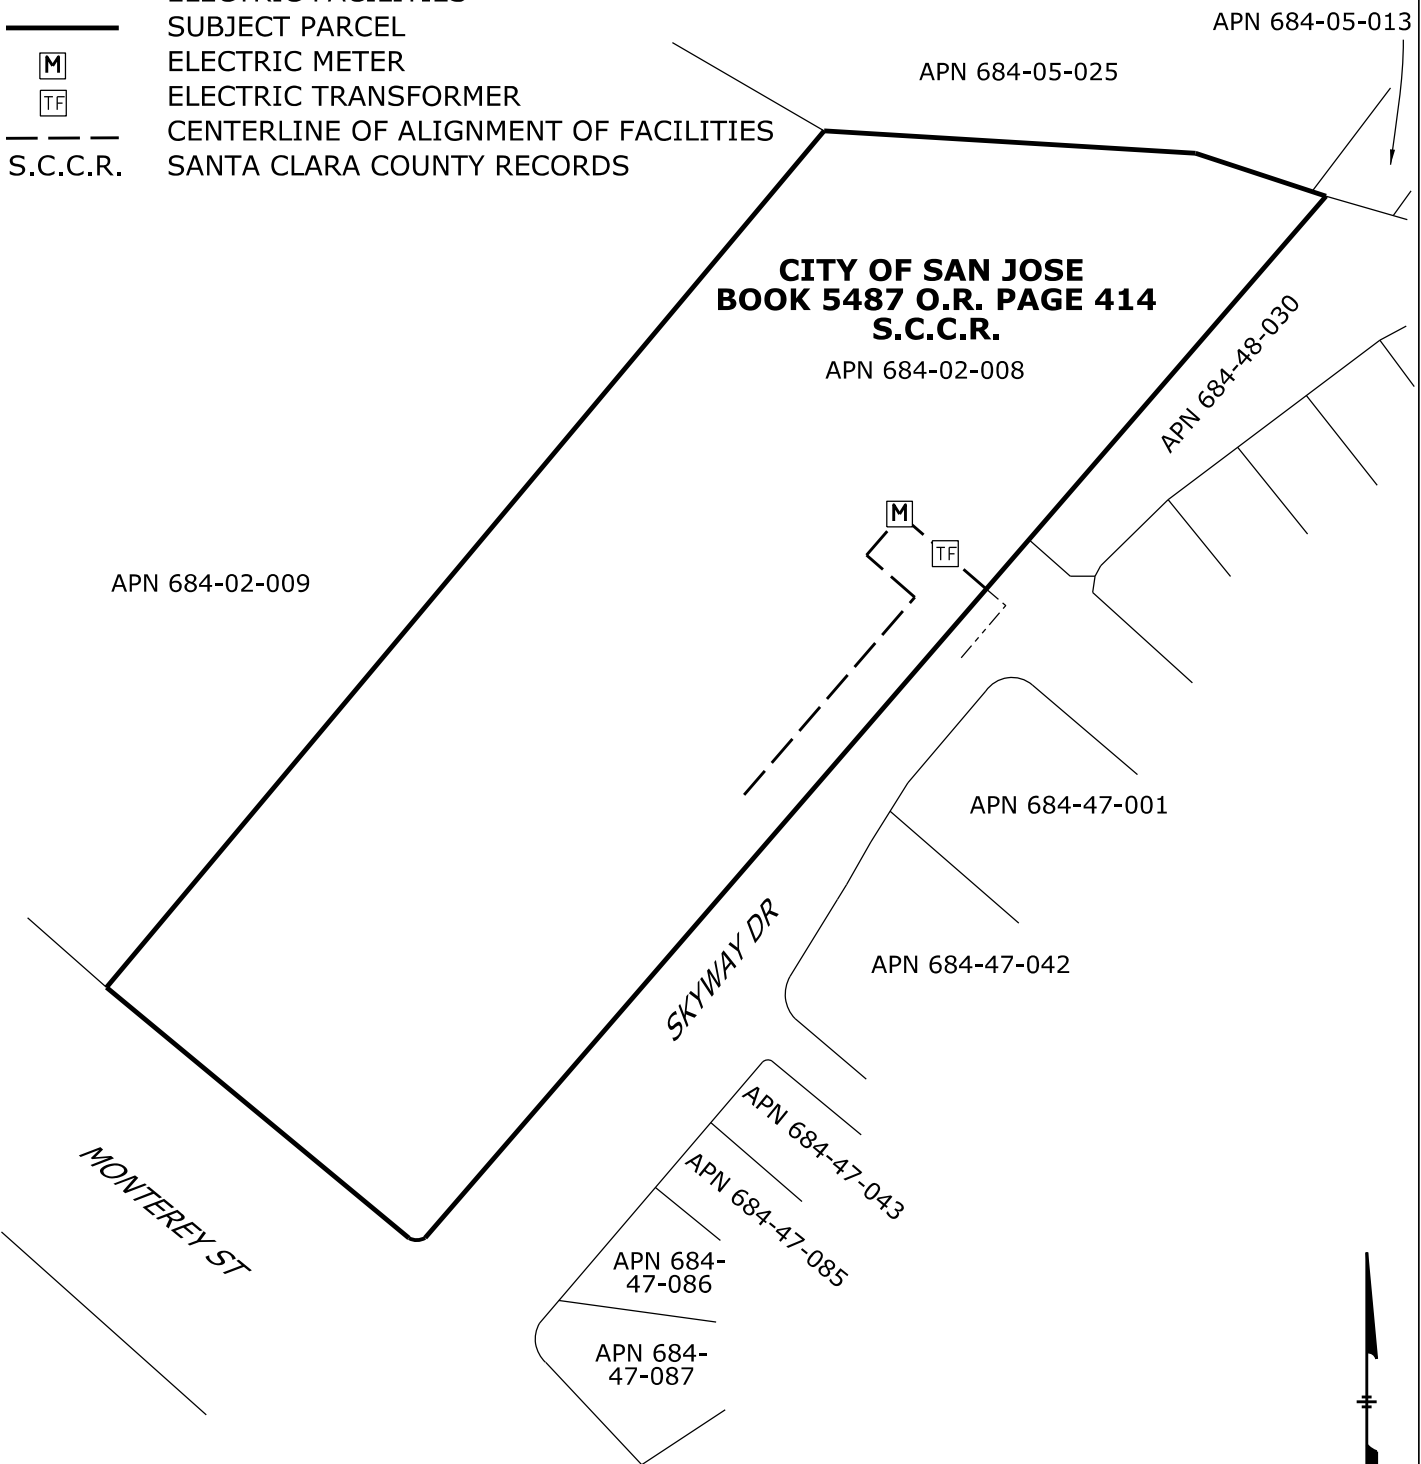 ELECTRIC FACILITIES
SUBJECT PARCEL
M ELECTRIC METER
TF ELECTRIC TRANSFORMER
CENTERLINE OF ALIGNMENT OF FACILITIES
S.C.C.R. SANTA CLARA COUNTY RECORDS
APN 684-05-013
APN 684-05-025
CITY OF SAN JOSE
BOOK 5487 O.R. PAGE 414
S.C.C.R.
APN 684-02-008
APN 684-48-030
M
TF
APN 684-02-009
APN 684-47-001
SKYWAY DR
APN 684-47-042
APN 684-47-043
APN 684-47-085
MONTEREY ST
APN 684-
47-086
APN 684-
47-087